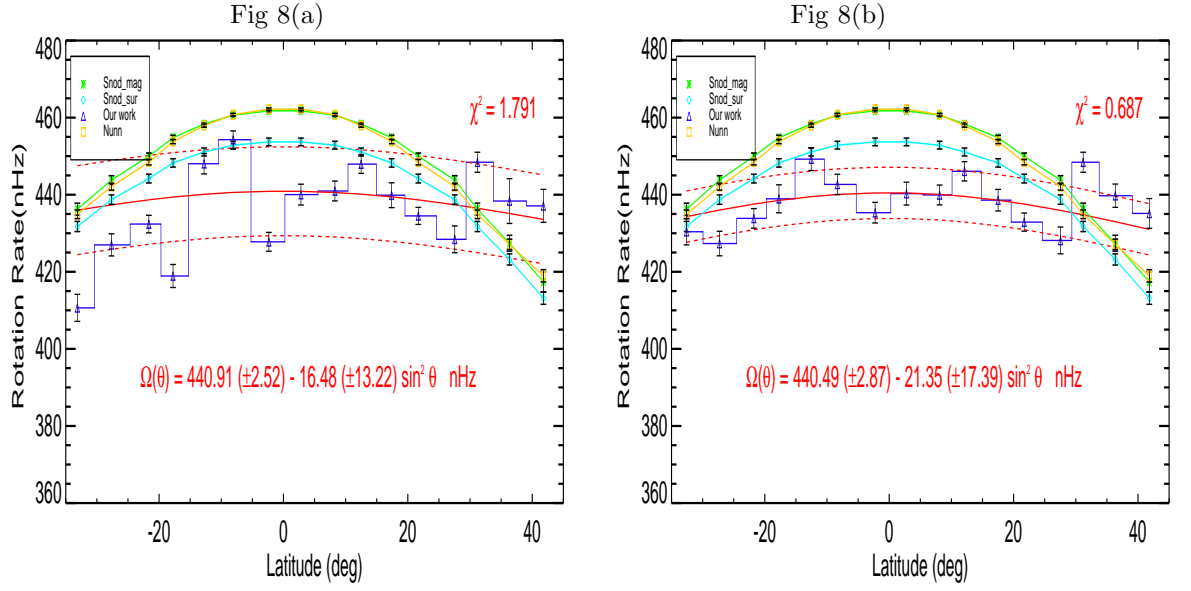 Fig 8(a)
480
460
440
420
400
380
360
Rotation Rate(nHz)
Snod_mag
Snod_sur
Our work
Nunn
χ² = 1.791
Ω(θ) = 440.91 (±2.52) - 16.48 (±13.22) sin² θ nHz
-20 0 20 40
Latitude (deg)
Fig 8(b)
480
460
440
420
400
380
360
Rotation Rate(nHz)
Snod_mag
Snod_sur
Our work
Nunn
χ² = 0.687
Ω(θ) = 440.49 (±2.87) - 21.35 (±17.39) sin² θ nHz
-20 0 20 40
Latitude (deg)